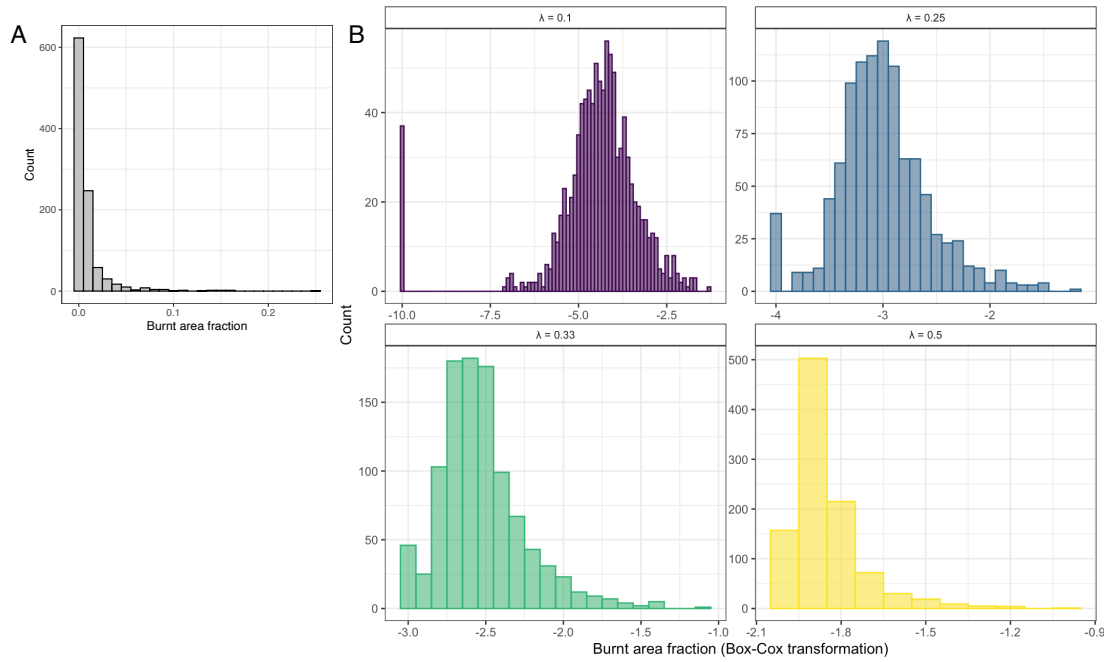 A
600
400
200
0
Count
0.0 0.1 0.2
Burnt area fraction
B
Count
λ = 0.1
40
20
0
-10.0 -7.5 -5.0 -2.5
λ = 0.25
100
75
50
25
0
-4 -3 -2
λ = 0.33
150
100
50
0
-3.0 -2.5 -2.0 -1.5 -1.0
λ = 0.5
500
400
300
200
100
0
-2.1 -1.8 -1.5 -1.2 -0.9
Burnt area fraction (Box-Cox transformation)